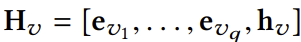 H_v = [e_{v_1}, . . . , e_{v_q}, h_v]